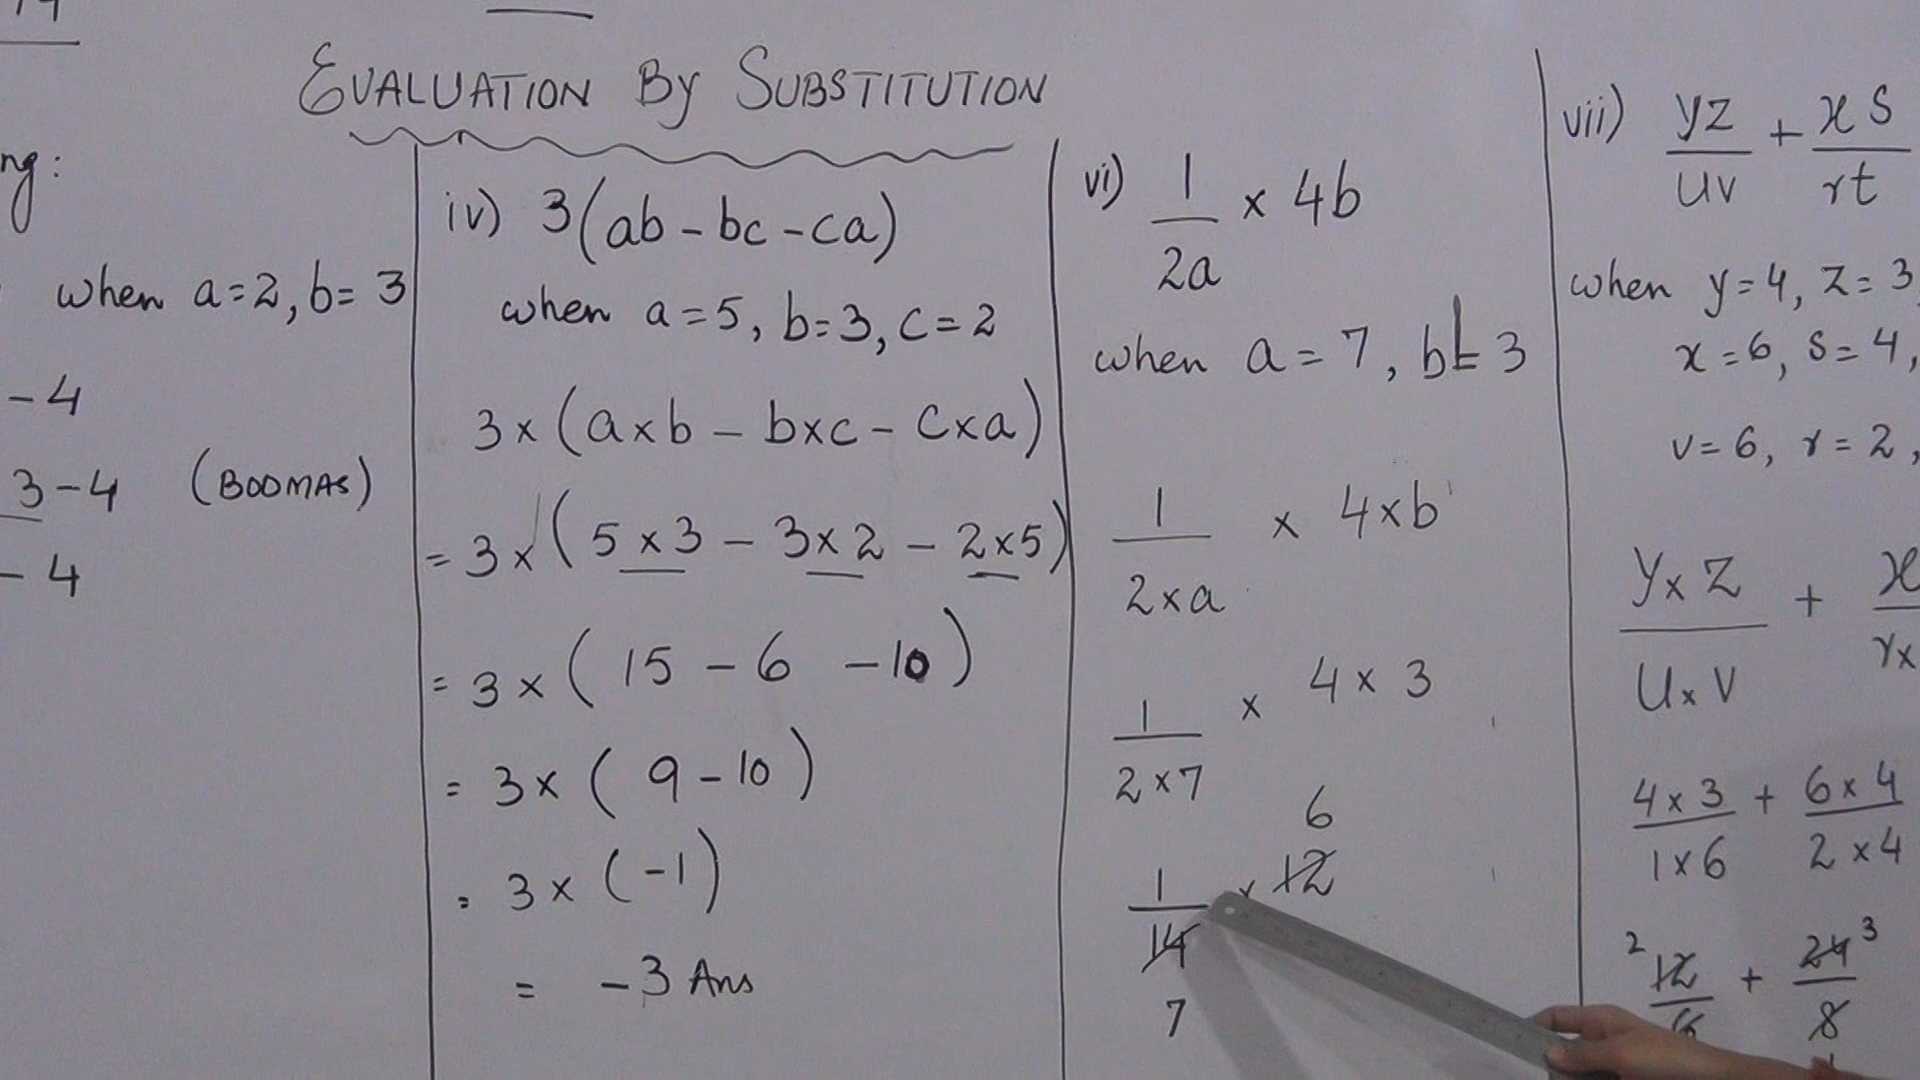 EVALUATION BY SUBSTITUTION
ng:
when a=2, b= 3
-4
3-4 (BODMAS)
- 4
iv) 3(ab - bc - ca)
when a=5, b=3, c=2
3 × (a×b - b×c - c×a)
= 3 × (5 × 3 - 3×2 - 2×5)
= 3 × ( 15 - 6 -10)
= 3 × ( 9 - 10)
= 3 × (-1)
= -3 Ans
vi) 1/2a × 4b
when a = 7, b= 3
1/2×a × 4×b
1/2×7 × 4 × 3
6
1/14 × 12
7
vii) yz/uv + xs/rt
when y=4, z=3,
x=6, s=4,
v=6, r=2,
y×z/u×v + x/r×
4×3/1×6 + 6×4/2×4
2 12/6 + 24/8 3